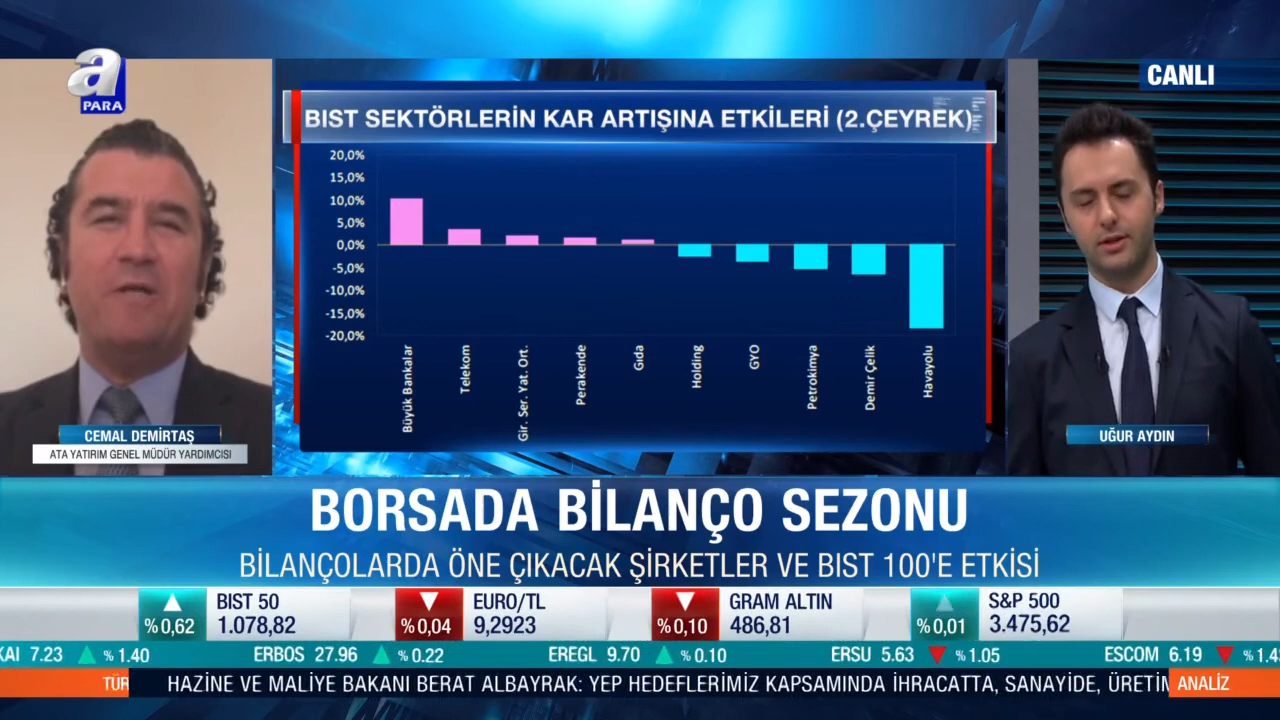 a
PARA
CANLI
BIST SEKTÖRLERİN KAR ARTIŞINA ETKİLERİ (2.ÇEYREK)
20,0%
15,0%
10,0%
5,0%
0,0%
-5,0%
-10,0%
-15,0%
-20,0%
Büyük Bankalar
Telekom
Gir. Ser. Yat. Ort.
Perakende
Gıda
Holding
GYO
Petrokimya
Demir Çelik
Havayolu
CEMAL DEMİRTAŞ
ATA YATIRIM GENEL MÜDÜR YARDIMCISI
UĞUR AYDIN
BORSADA BİLANÇO SEZONU
BİLANÇOLARDA ÖNE ÇIKACAK ŞİRKETLER VE BIST 100'E ETKİSİ
%0,62 BIST 50 1.078,82
%0,04 EURO/TL 9,2923
%0,10 GRAM ALTIN 486,81
%0,01 S&P 500 3.475,62
KAI 7.23 % 1.40 ERBOS 27.96 % 0.22 EREGL 9.70 % 0.10 ERSU 5.63 % 1.05 ESCOM 6.19 % 1.4
TÜR HAZİNE VE MALİYE BAKANI BERAT ALBAYRAK: YEP HEDEFLERİMİZ KAPSAMINDA İHRACATTA, SANAYİDE, ÜRETİM ANALİZ